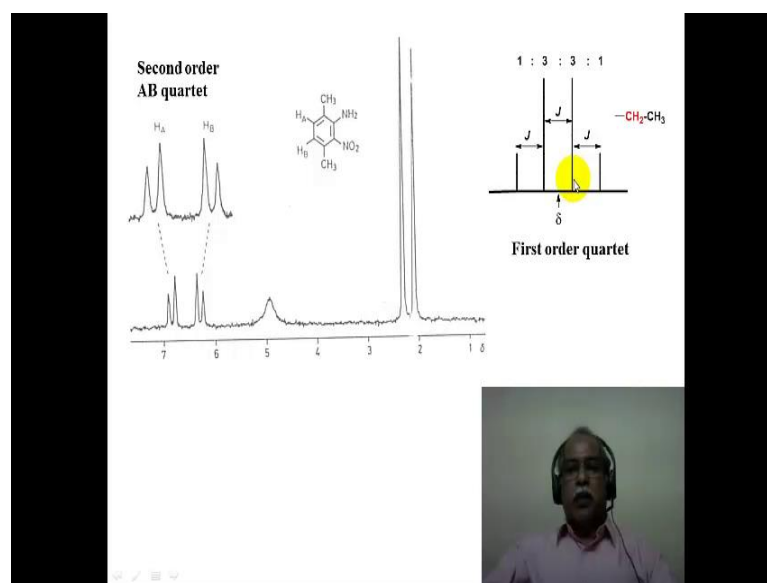 Second order
AB quartet
HA HB
CH3
HA NH2
HB NO2
CH3
7 6 5 4 3 2 1 δ
1 : 3 : 3 : 1
J
J J
—CH2-CH3
δ
First order quartet